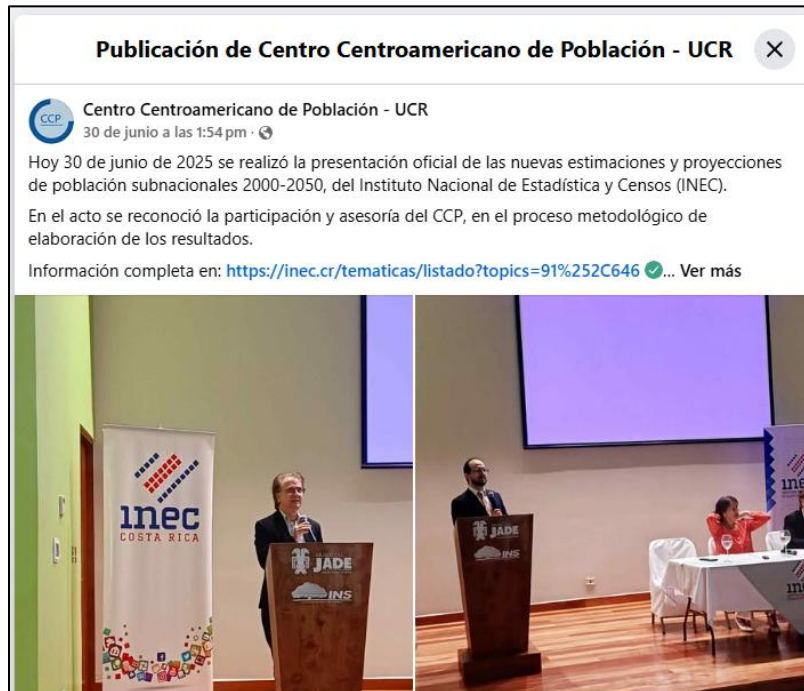 Publicación de Centro Centroamericano de Población - UCR
CCP
Centro Centroamericano de Población - UCR
30 de junio a las 1:54 pm ·
Hoy 30 de junio de 2025 se realizó la presentación oficial de las nuevas estimaciones y proyecciones
de población subnacionales 2000-2050, del Instituto Nacional de Estadística y Censos (INEC).
En el acto se reconoció la participación y asesoría del CCP, en el proceso metodológico de
elaboración de los resultados.
Información completa en: https://inec.cr/tematicas/listado?topics=91%252C646 ... Ver más
inec
COSTA RICA
JADE
INS
JADE
INS